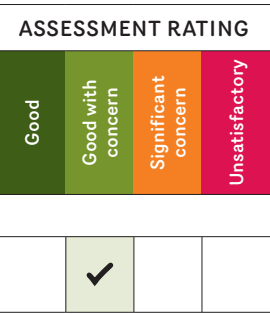 ASSESSMENT RATING
Good
Good with
concern
Significant
concern
Unsatisfactory